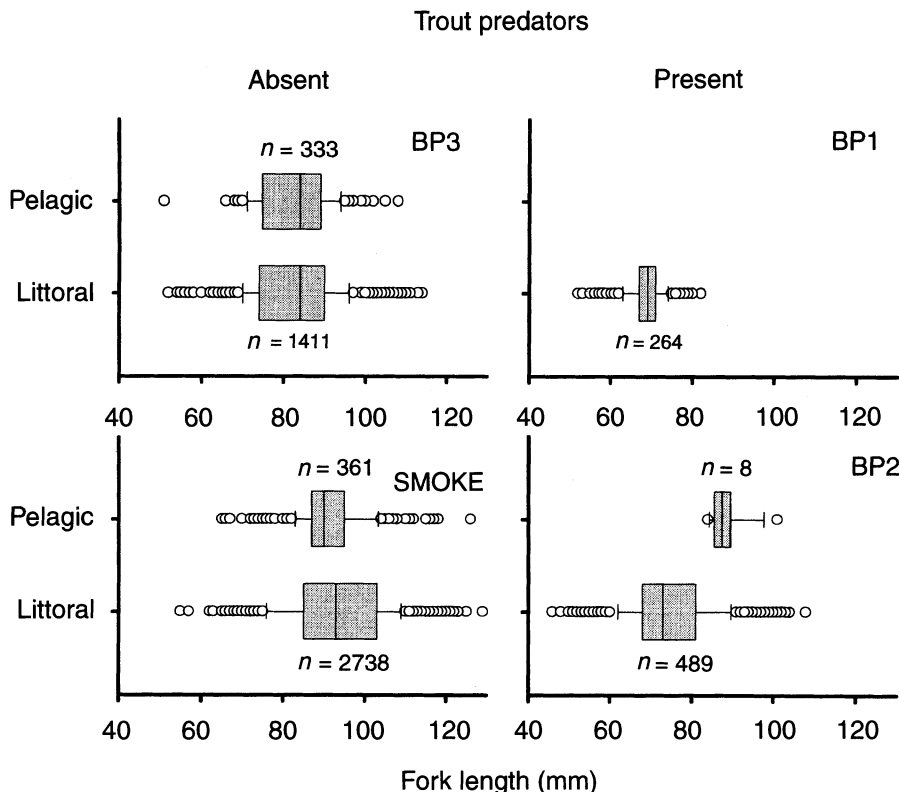 Trout predators
Absent
Present
BP3
n = 333
Pelagic
Littoral
n = 1411
40 60 80 100 120
BP1
n = 264
40 60 80 100 120
SMOKE
n = 361
Pelagic
Littoral
n = 2738
40 60 80 100 120
BP2
n = 8
n = 489
40 60 80 100 120
Fork length (mm)